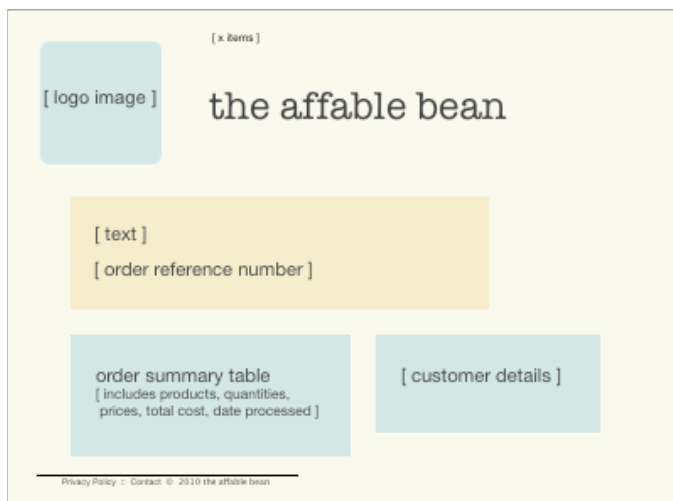 [ x items ]
[ logo image ]
the affable bean
[ text ]
[ order reference number ]
order summary table
[ includes products, quantities,
prices, total cost, date processed ]
[ customer details ]
Privacy Policy :: Contact © 2010 the affable bean